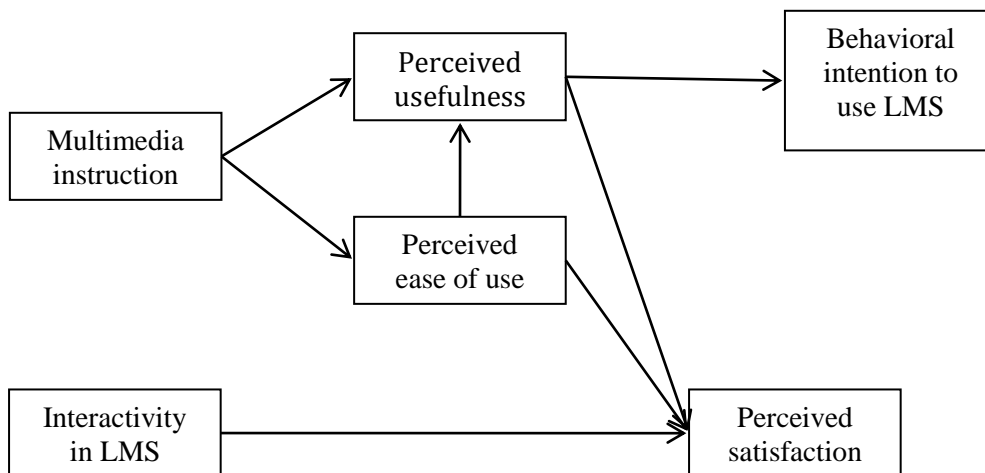 Perceived
usefulness
Behavioral
intention to
use LMS
Multimedia
instruction
Perceived
ease of use
Interactivity
in LMS
Perceived
satisfaction